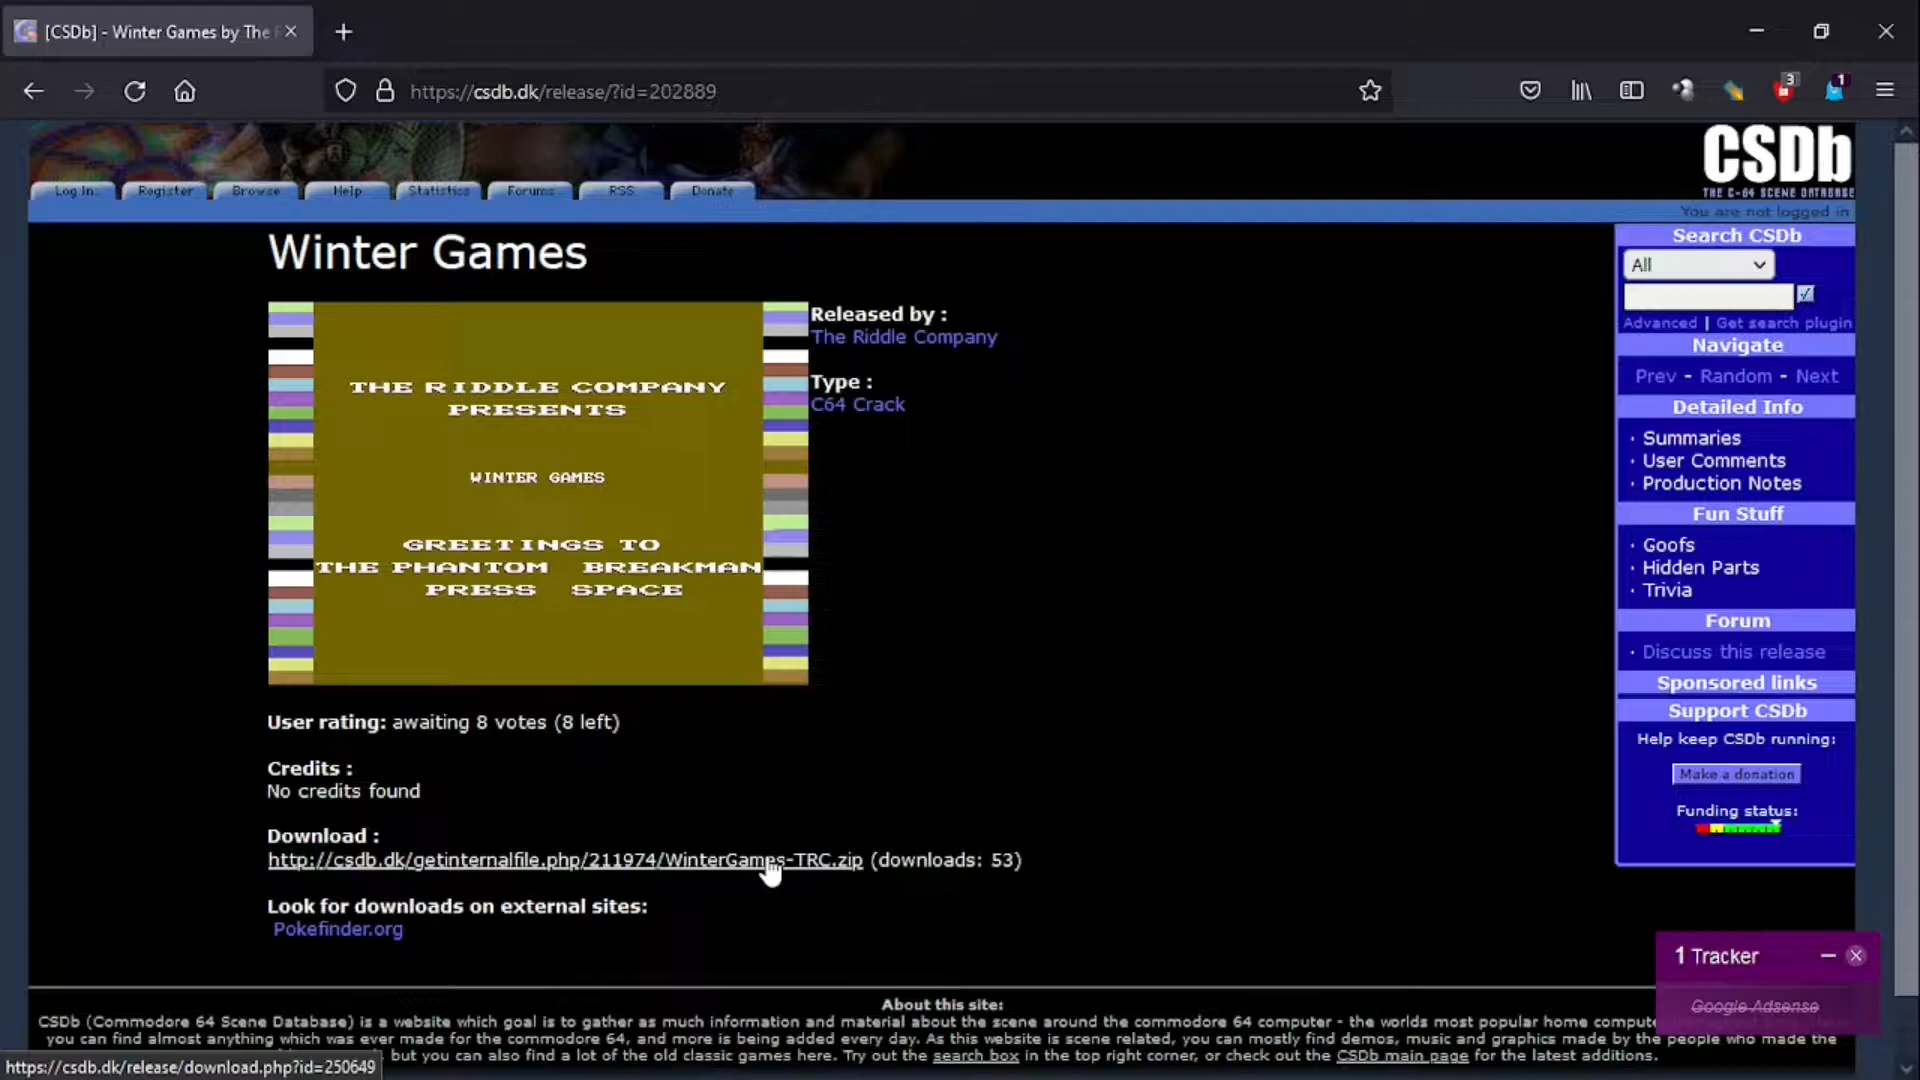 [CSDb] - Winter Games by The
https://csdb.dk/release/?id=202889
3
1
CSDb
THE C-64 SCENE DATABASE
Log In
Register
Browse
Help
Statistics
Forums
RSS
Donate
You are not logged in
Winter Games
THE RIDDLE COMPANY
PRESENTS
WINTER GAMES
GREETINGS TO
THE PHANTOM BREAKMAN
PRESS SPACE
Released by :
The Riddle Company
Type :
C64 Crack
User rating: awaiting 8 votes (8 left)
Credits :
No credits found
Download :
http://csdb.dk/getinternalfile.php/211974/WinterGames-TRC.zip (downloads: 53)
Look for downloads on external sites:
Pokefinder.org
Search CSDb
All
Advanced | Get search plugin
Navigate
Prev - Random - Next
Detailed Info
· Summaries
· User Comments
· Production Notes
Fun Stuff
· Goofs
· Hidden Parts
· Trivia
Forum
· Discuss this release
Sponsored links
Support CSDb
Help keep CSDb running:
Make a donation
Funding status:
1 Tracker
Google Adsense
About this site:
CSDb (Commodore 64 Scene Database) is a website which goal is to gather as much information and material about the scene around the commodore 64 computer - the worlds most popular home compute
you can find almost anything which was ever made for the commodore 64, and more is being added every day. As this website is scene related, you can mostly find demos, music and graphics made by the people who made the
but you can also find a lot of the old classic games here. Try out the search box in the top right corner, or check out the CSDb main page for the latest additions.
https://csdb.dk/release/download.php?id=250649